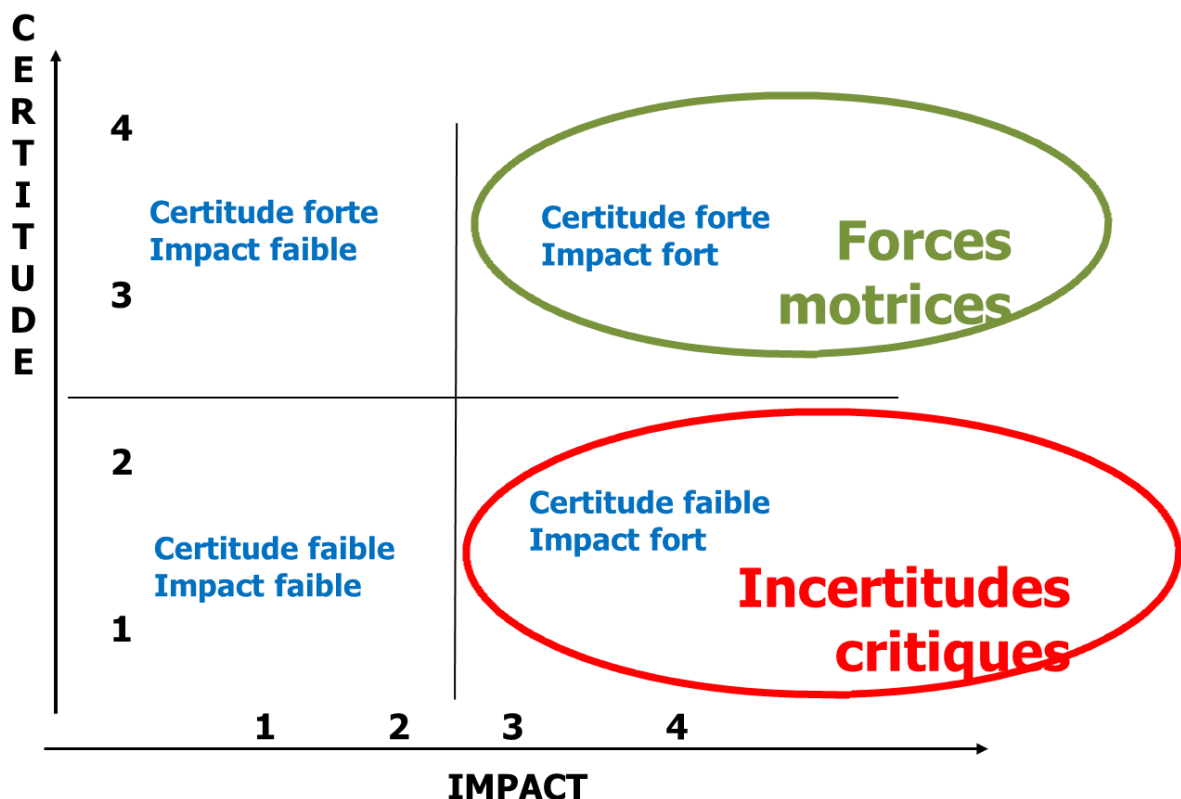 CERTITUDE
4
Certitude forte
Impact faible
3
Certitude forte
Impact fort
Forces
motrices
2
Certitude faible
Impact faible
1
Certitude faible
Impact fort
Incertitudes
critiques
1 2 3 4
IMPACT